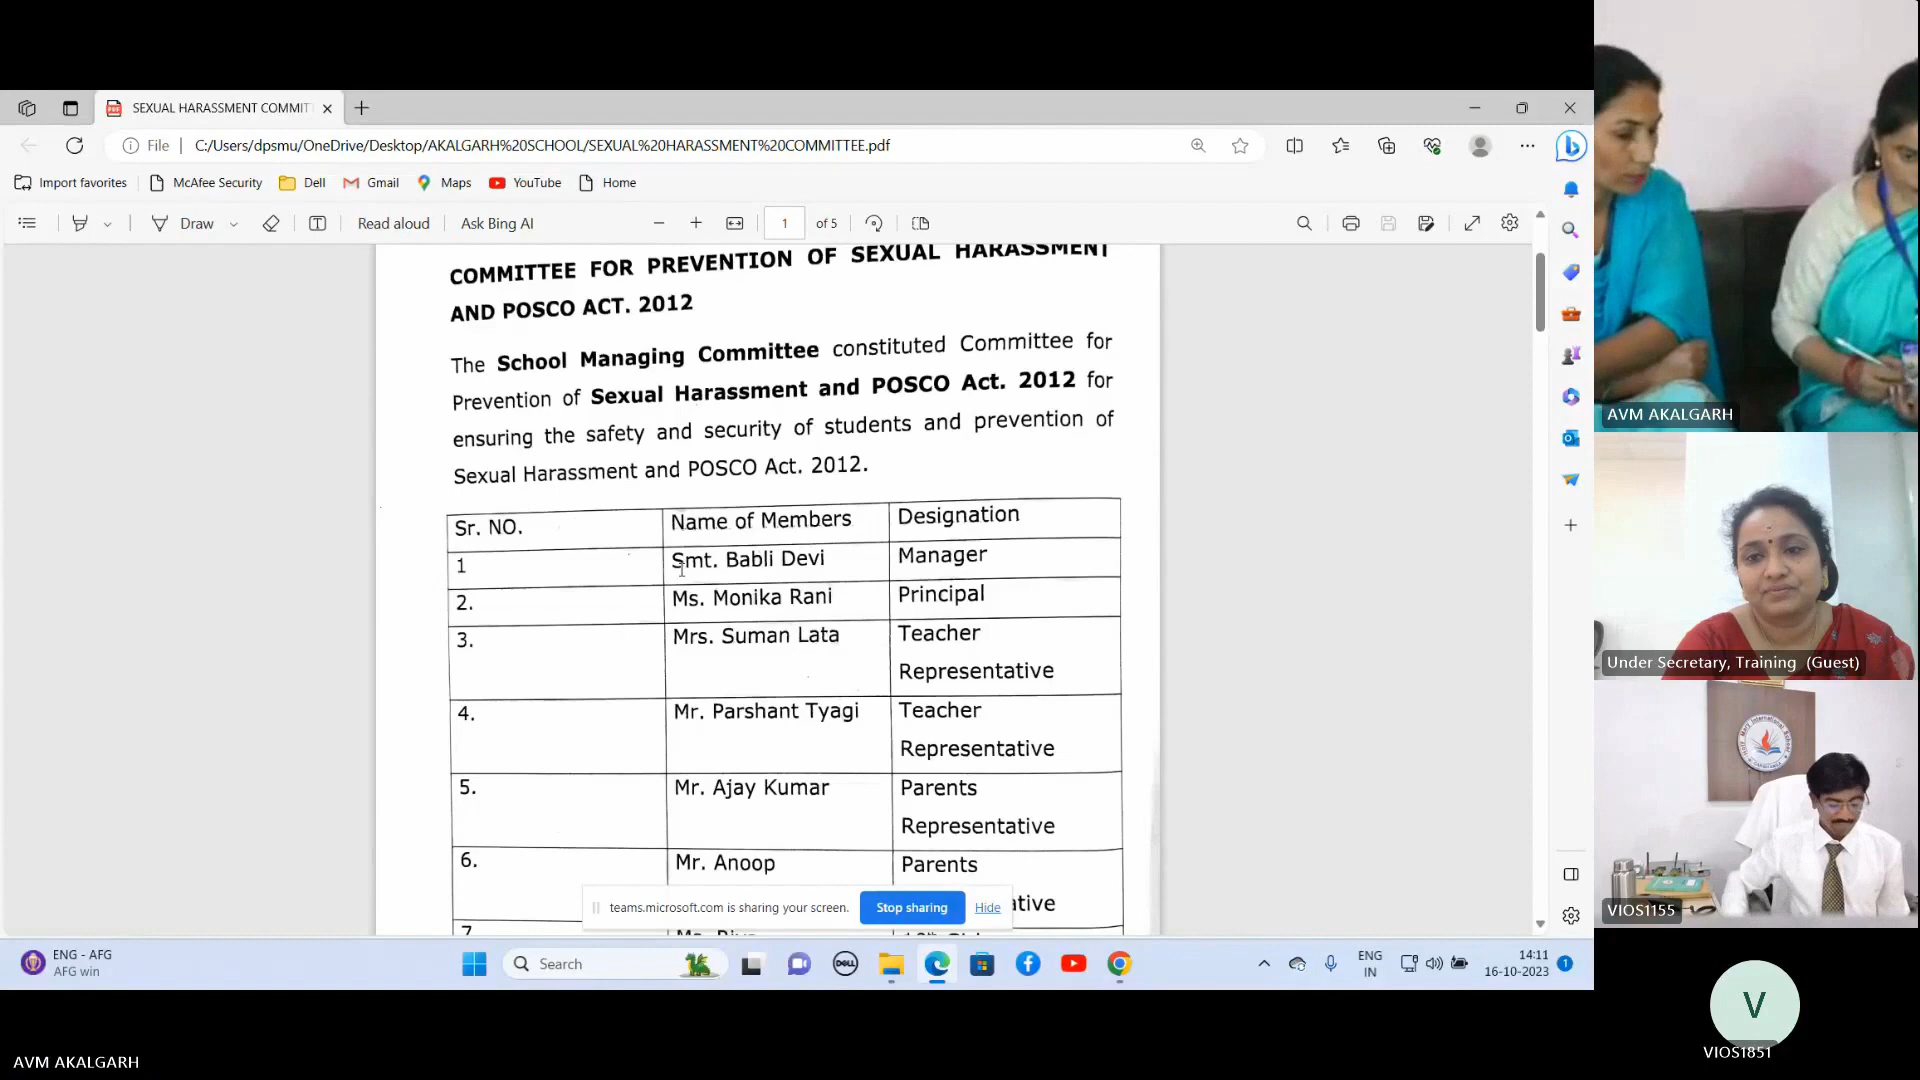 SEXUAL HARASSMENT COMMIT
File
C:/Users/dpsmu/OneDrive/Desktop/AKALGARH%20SCHOOL/SEXUAL%20HARASSMENT%20COMMITTEE.pdf
Import favorites McAfee Security Dell Gmail Maps YouTube Home
Draw Read aloud Ask Bing AI 1 of 5
COMMITTEE FOR PREVENTION OF SEXUAL HARASSMENT
AND POSCO ACT. 2012
The School Managing Committee constituted Committee for
Prevention of Sexual Harassment and POSCO Act. 2012 for
ensuring the safety and security of students and prevention of
Sexual Harassment and POSCO Act. 2012.
Sr. NO. Name of Members Designation
1 Smt. Babli Devi Manager
2. Ms. Monika Rani Principal
3. Mrs. Suman Lata Teacher
Representative
4. Mr. Parshant Tyagi Teacher
Representative
5. Mr. Ajay Kumar Parents
Representative
6. Mr. Anoop Parents
ative
teams.microsoft.com is sharing your screen. Stop sharing Hide
7
ENG - AFG
AFG win
Search
DELL
ENG
IN
14:11
16-10-2023
1
AVM AKALGARH
Under Secretary, Training (Guest)
VIOS1155
V
VIOS1851
AVM AKALGARH